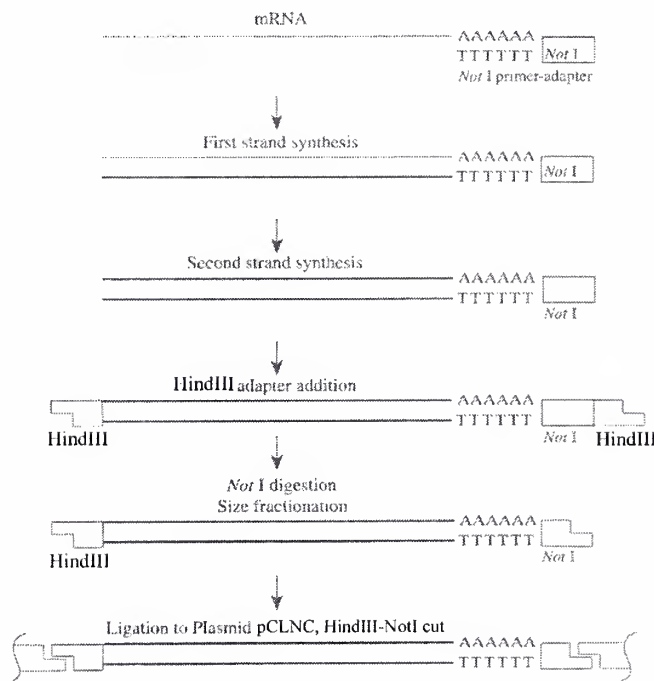 mRNA
AAAAAA
TTTTTT Not I
Not I primer-adapter
First strand synthesis
AAAAAA
TTTTTT Not I
Second strand synthesis
AAAAAA
TTTTTT
Not I
HindIII adapter addition
AAAAAA
TTTTTT
HindIII Not I HindIII
Not I digestion
Size fractionation
AAAAAA
TTTTTT
HindIII Not I
Ligation to Plasmid pCLNC, HindIII-NotI cut
AAAAAA
TTTTTT